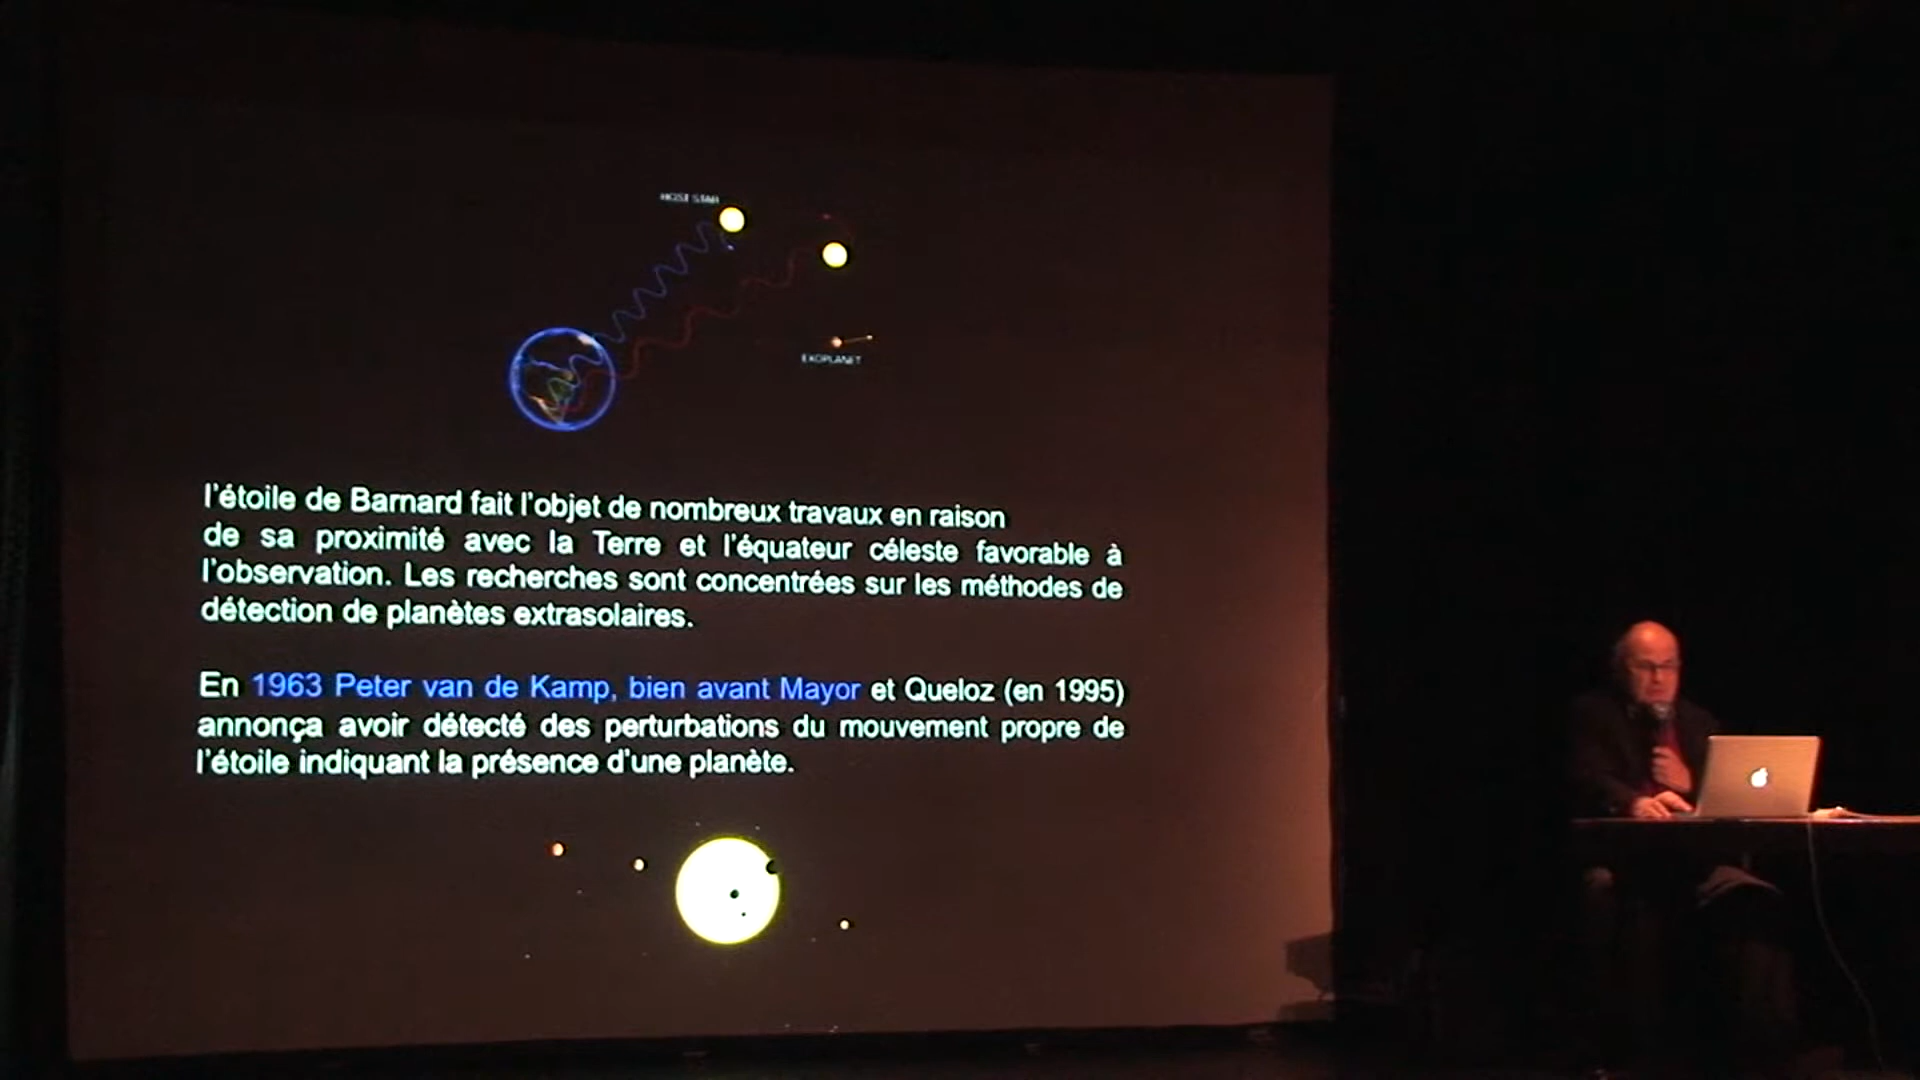 HOST STAR
EXOPLANET
l'étoile de Barnard fait l'objet de nombreux travaux en raison
de sa proximité avec la Terre et l'équateur céleste favorable à
l'observation. Les recherches sont concentrées sur les méthodes de
détection de planètes extrasolaires.
En 1963 Peter van de Kamp, bien avant Mayor et Queloz (en 1995)
annonça avoir détecté des perturbations du mouvement propre de
l'étoile indiquant la présence d'une planète.